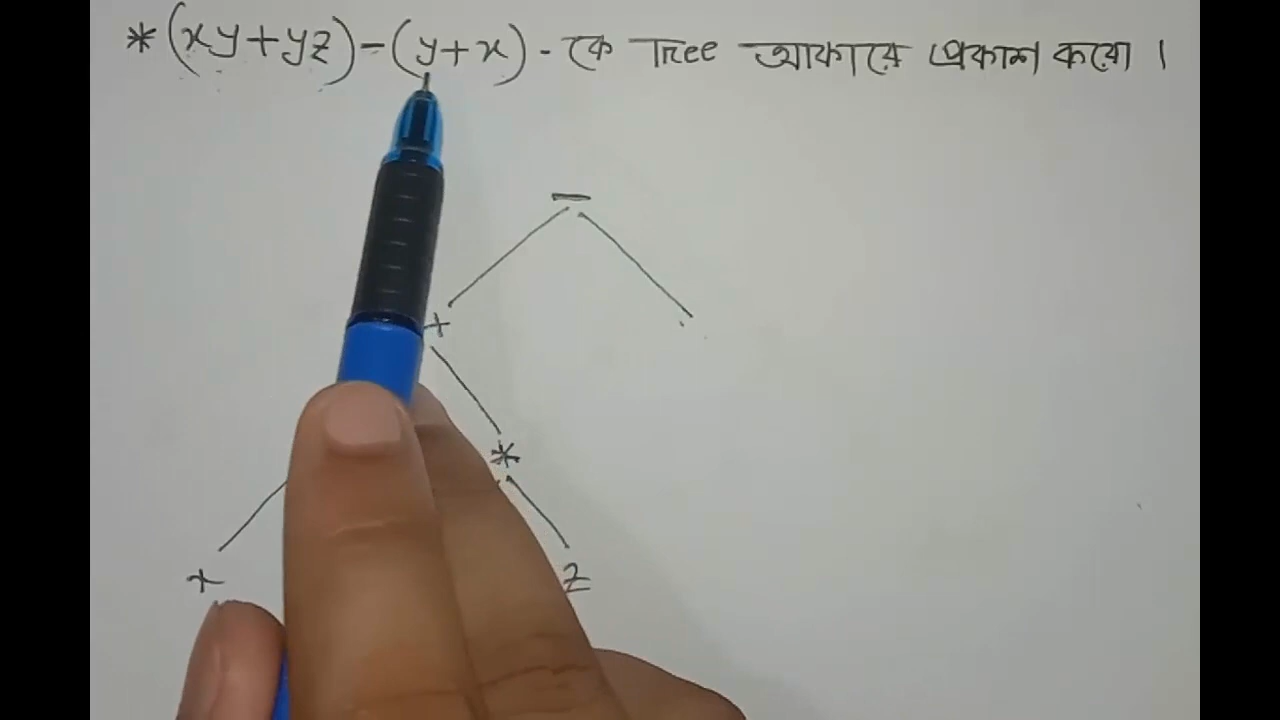 * (xy+yz)-(y+x) - কে Tree আকারে প্রকাশ করো ।
-
+
*
x z